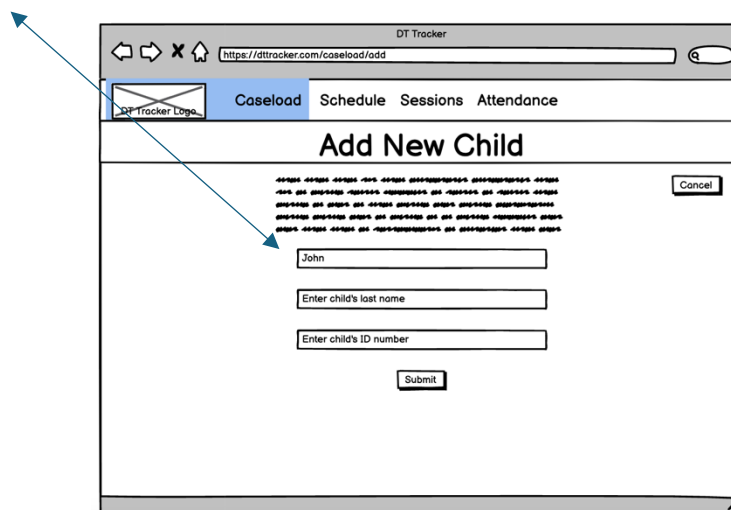 DT Tracker
https://dttracker.com/caseload/add
DT Tracker Logo
Caseload Schedule Sessions Attendance
Add New Child
Cancel
John
Enter child's last name
Enter child's ID number
Submit